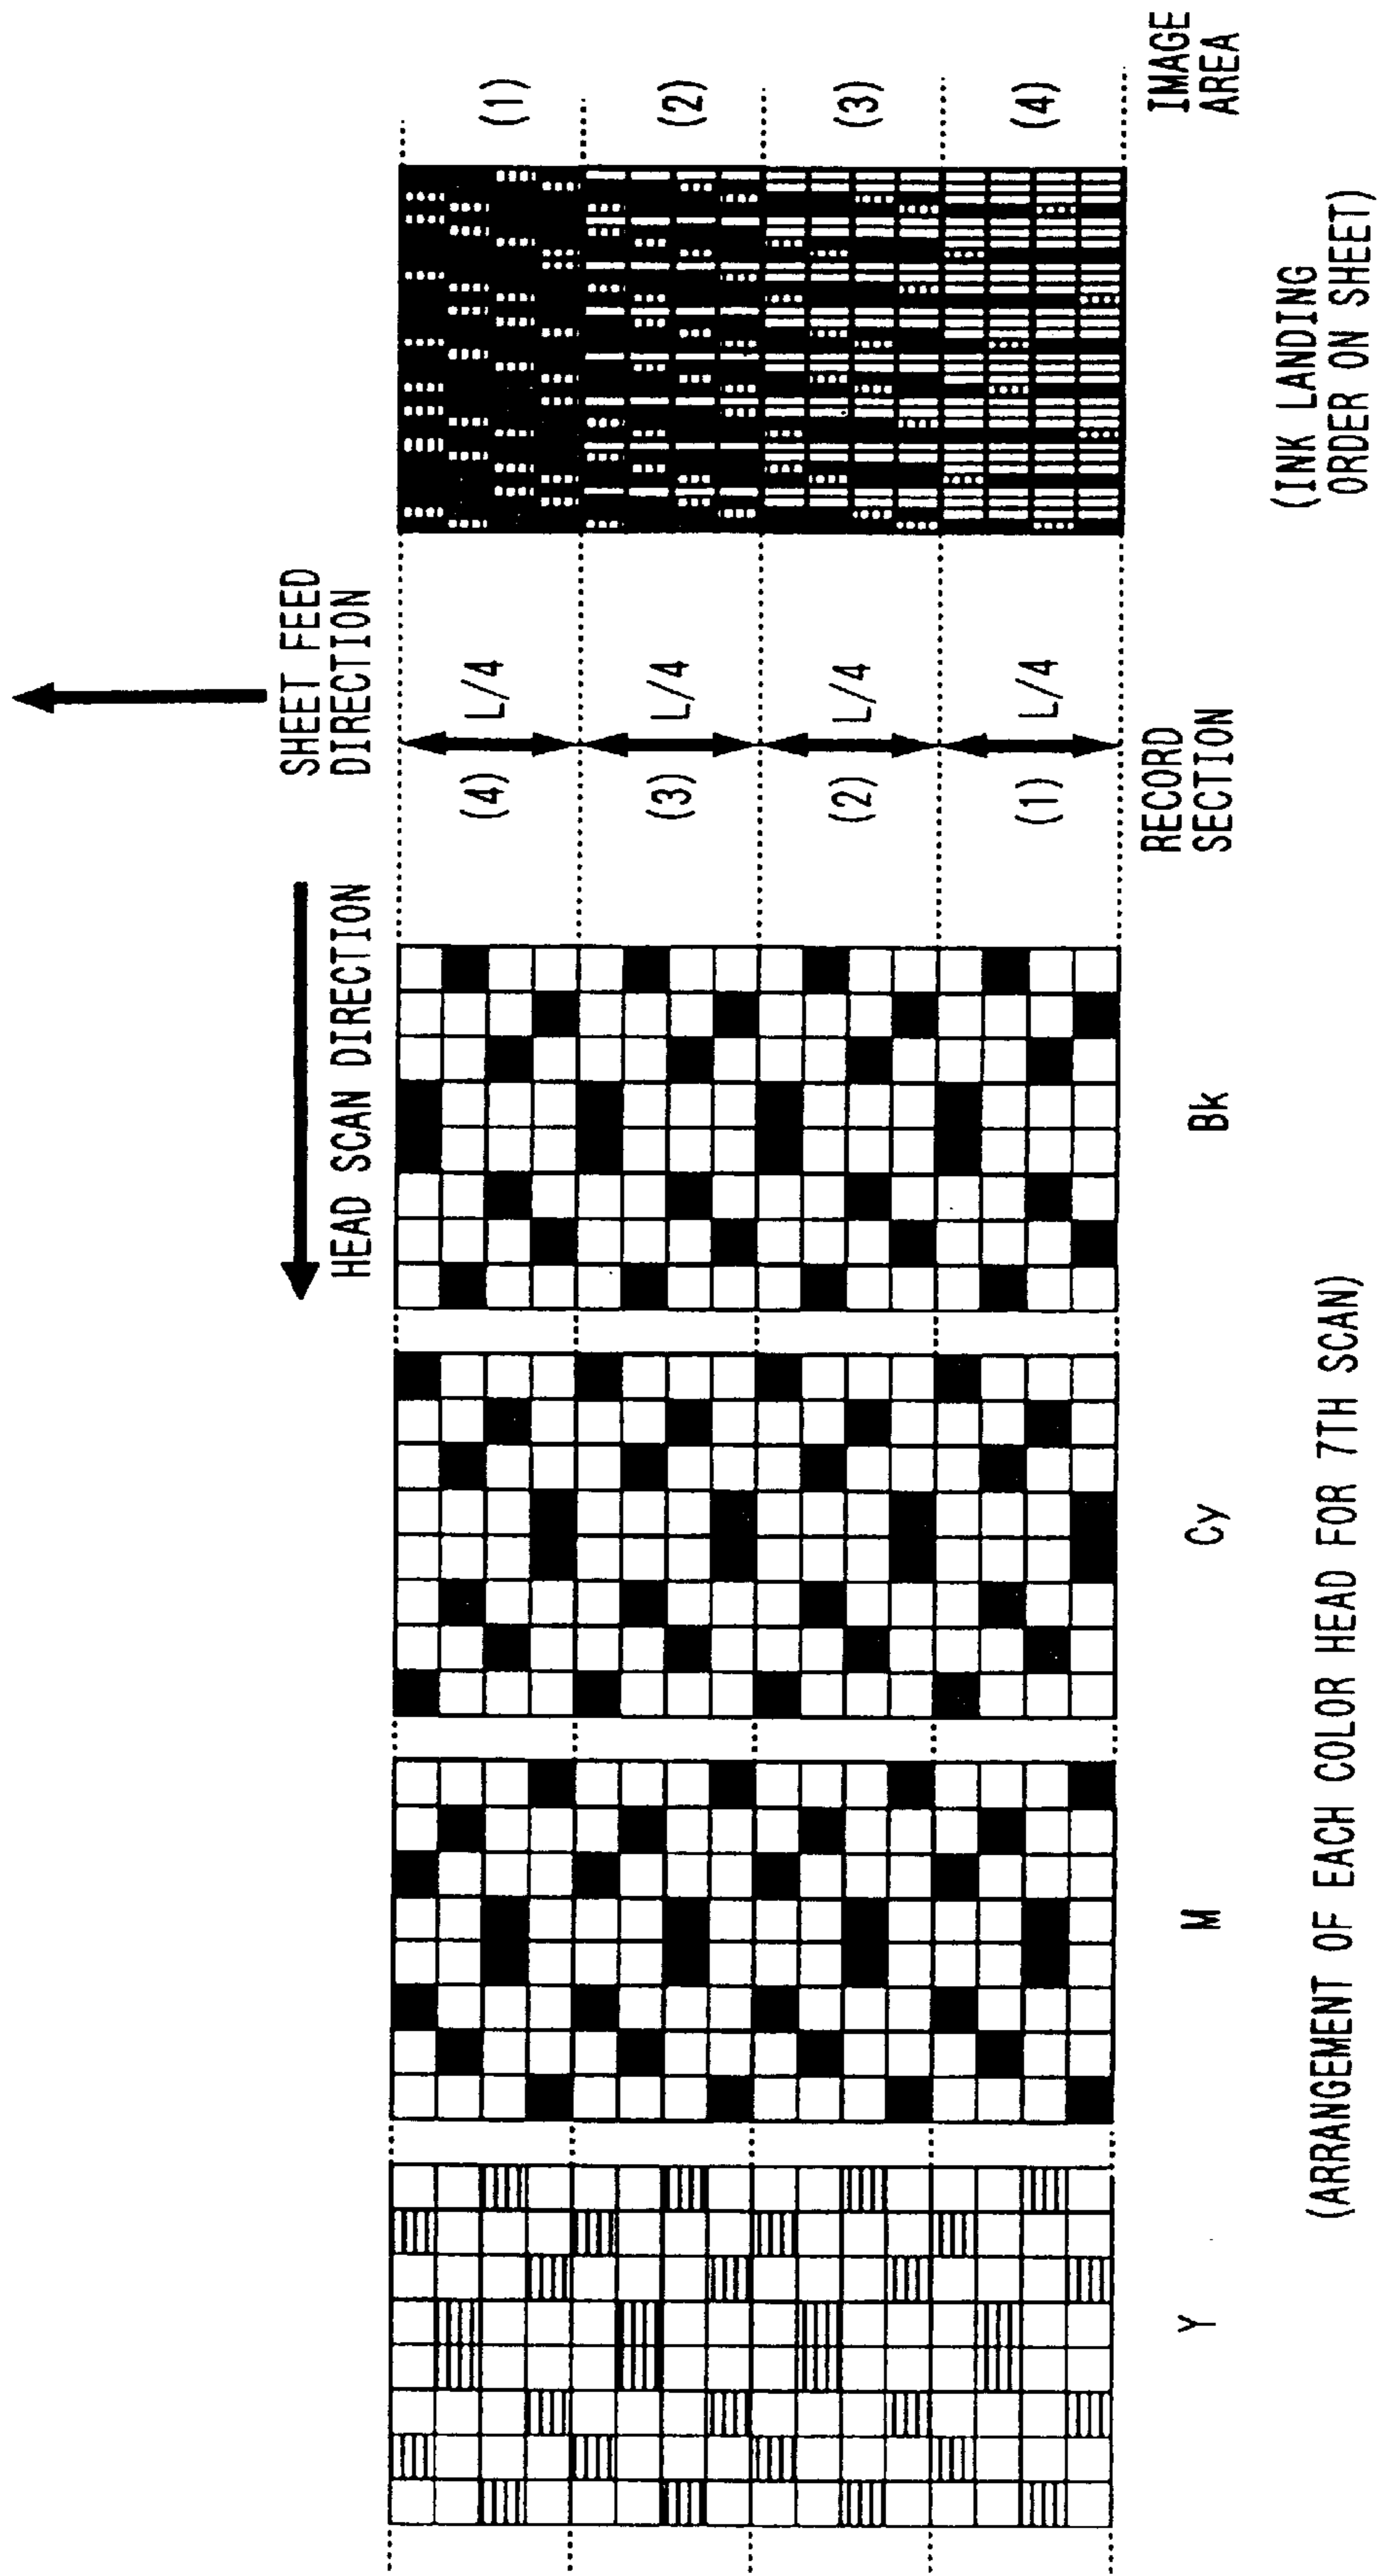 SHEET FEED
DIRECTION
HEAD SCAN DIRECTION
(4)
L/4
(3)
L/4
(2)
L/4
(1)
L/4
RECORD
SECTION
(1)
(2)
(3)
(4)
IMAGE
AREA
Y
M
Cy
Bk
(ARRANGEMENT OF EACH COLOR HEAD FOR 7TH SCAN)
(INK LANDING
ORDER ON SHEET)